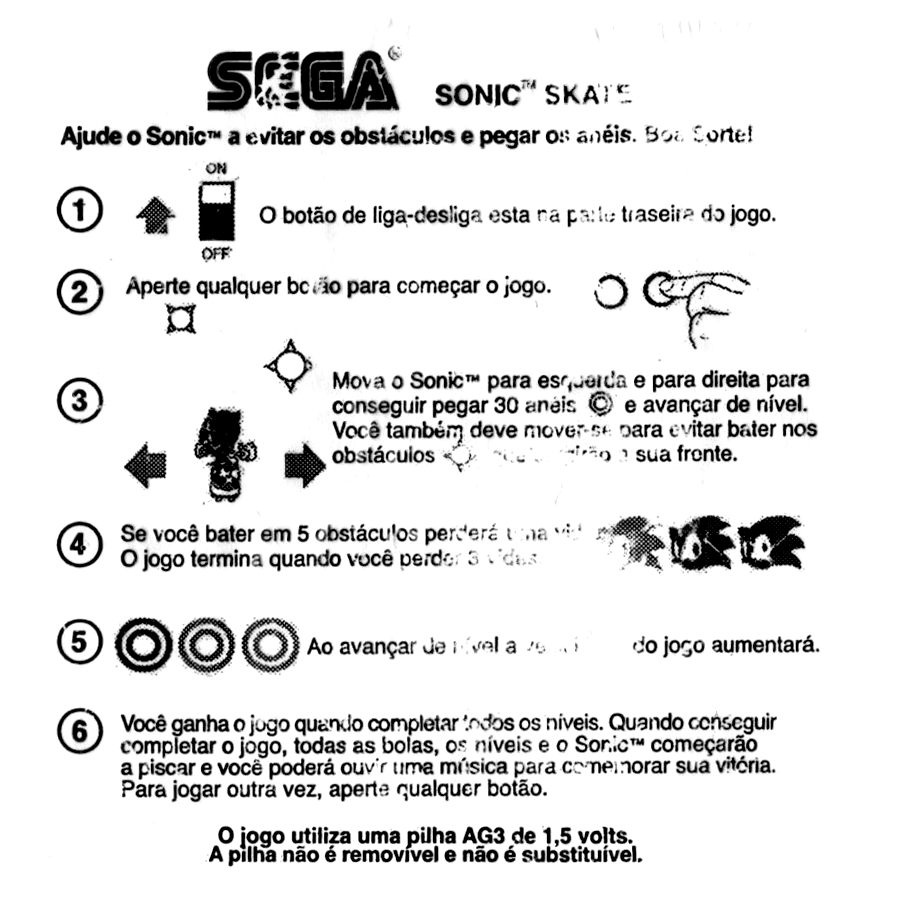 SEGA®
SONIC™ SKATE
Ajude o Sonic™ a evitar os obstáculos e pegar os anéis. Boa Sorte!
ON
1 O botão de liga-desliga esta na parte traseira do jogo.
OFF
2 Aperte qualquer botão para começar o jogo.
3 Mova o Sonic™ para esquerda e para direita para
conseguir pegar 30 anéis © e avançar de nível.
Você também deve mover-se para evitar bater nos
obstáculos sua frente.
4 Se você bater em 5 obstáculos perderá uma
O jogo termina quando você perder 3 vidas.
5 Ao avançar de nível a do jogo aumentará.
6 Você ganha o jogo quando completar todos os níveis. Quando conseguir
completar o jogo, todas as bolas, os níveis e o Sonic™ começarão
a piscar e você poderá ouvir uma música para comemorar sua vitória.
Para jogar outra vez, aperte qualquer botão.
O jogo utiliza uma pilha AG3 de 1,5 volts.
A pilha não é removível e não é substituível.